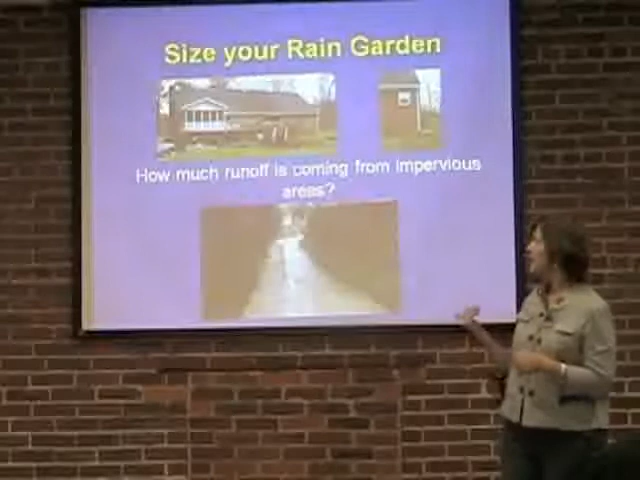 Size your Rain Garden
How much runoff is coming from impervious
areas?